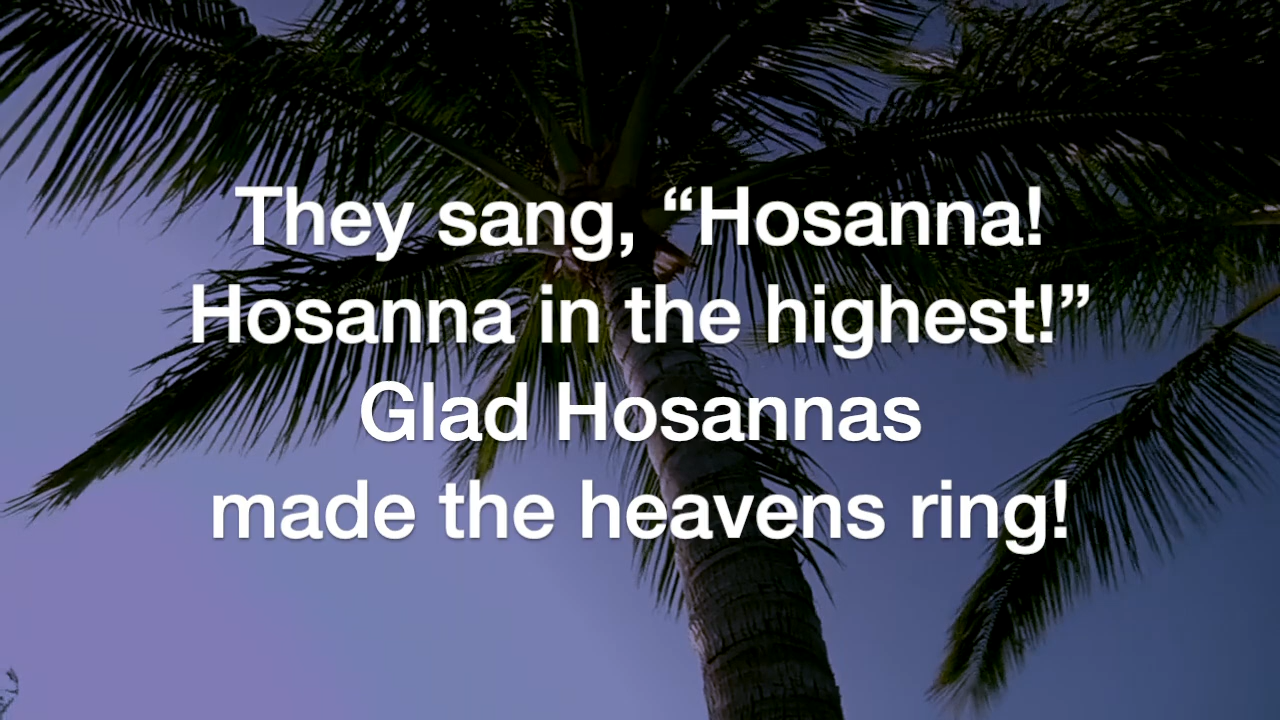 They sang, “Hosanna!
Hosanna in the highest!”
Glad Hosannas
made the heavens ring!